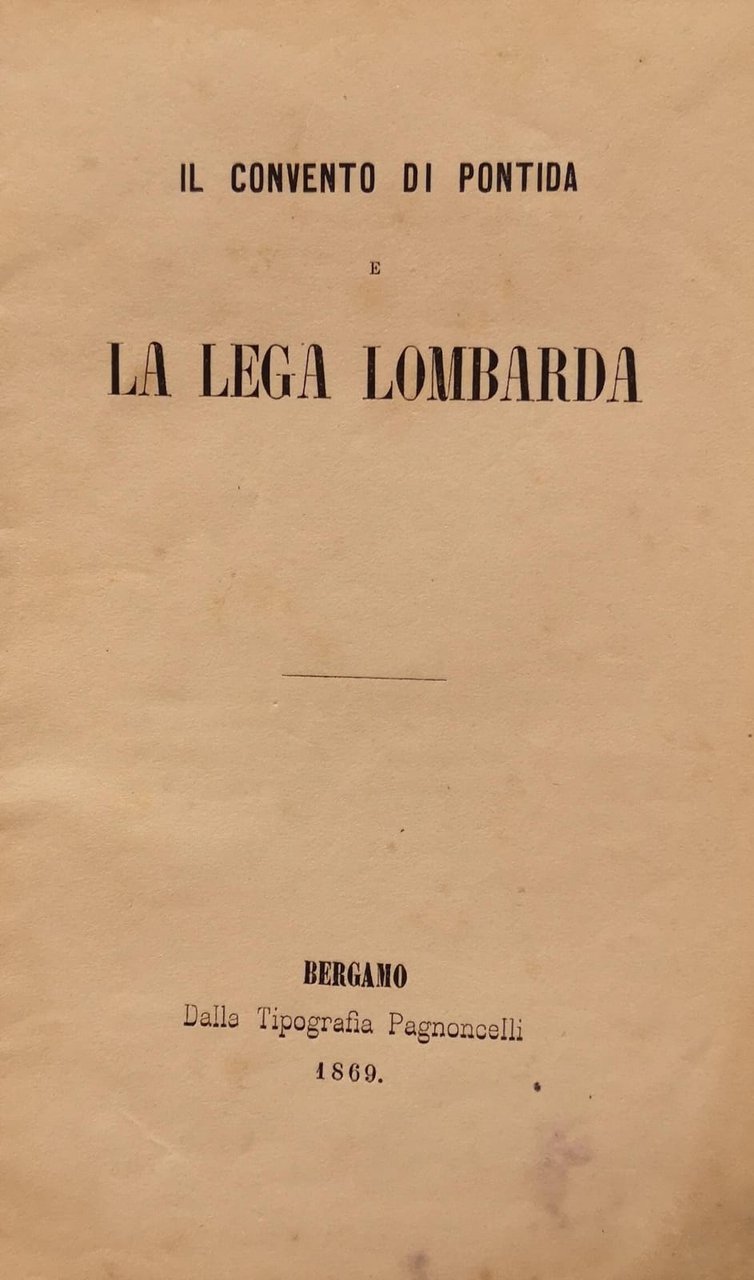 IL CONVENTO DI PONTIDA
E
LA LEGA LOMBARDA
BERGAMO
Dalla Tipografia Pagnoncelli
1869.